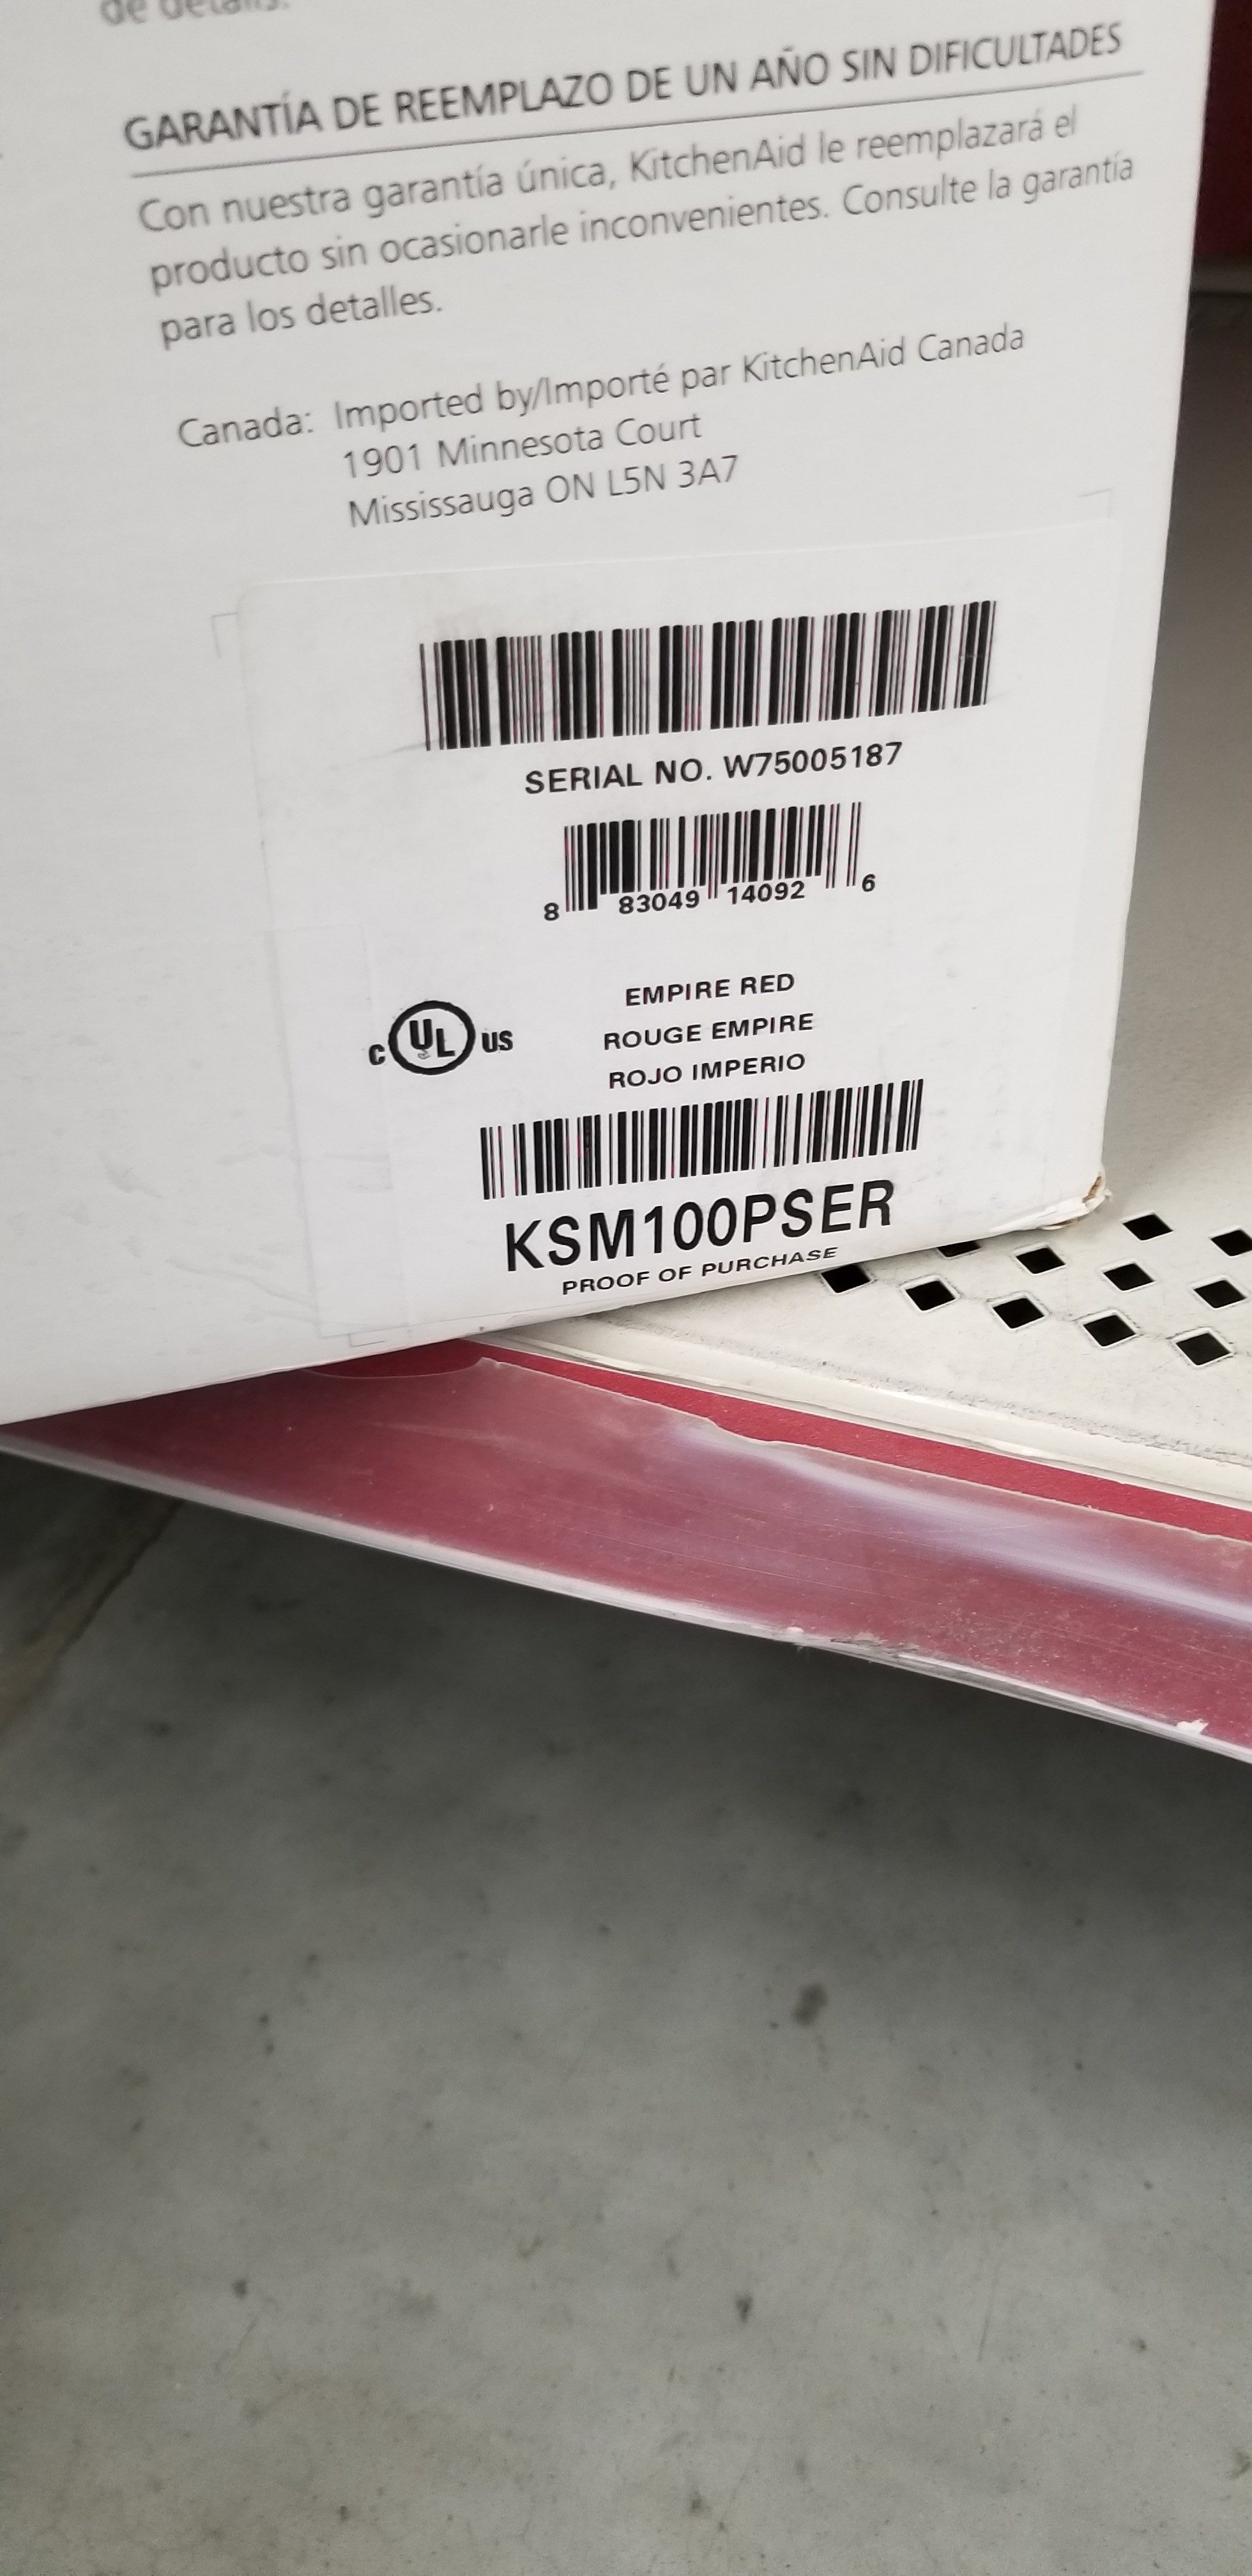 de details.
GARANTÍA DE REEMPLAZO DE UN AÑO SIN DIFICULTADES
Con nuestra garantía única, KitchenAid le reemplazará el
producto sin ocasionarle inconvenientes. Consulte la garantía
para los detalles.
Canada: Imported by/Importé par KitchenAid Canada
1901 Minnesota Court
Mississauga ON L5N 3A7
SERIAL NO. W75005187
8 83049 14092 6
C UL US
EMPIRE RED
ROUGE EMPIRE
ROJO IMPERIO
KSM100PSER
PROOF OF PURCHASE